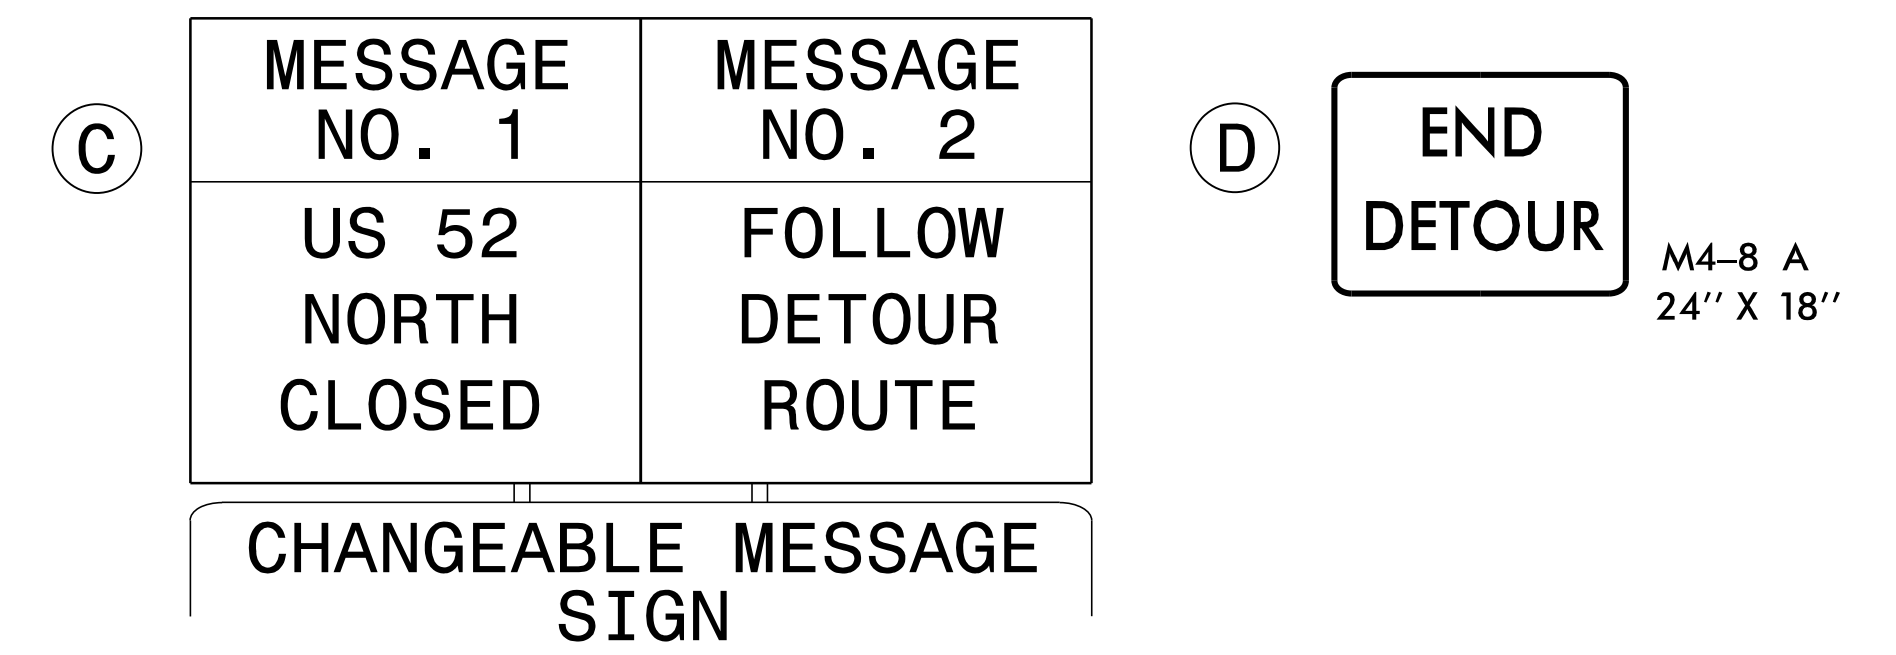 C
MESSAGE
NO. 1
MESSAGE
NO. 2
US 52
NORTH
CLOSED
FOLLOW
DETOUR
ROUTE
CHANGEABLE MESSAGE
SIGN
D
END
DETOUR
M4–8 A
24’’ X 18’’